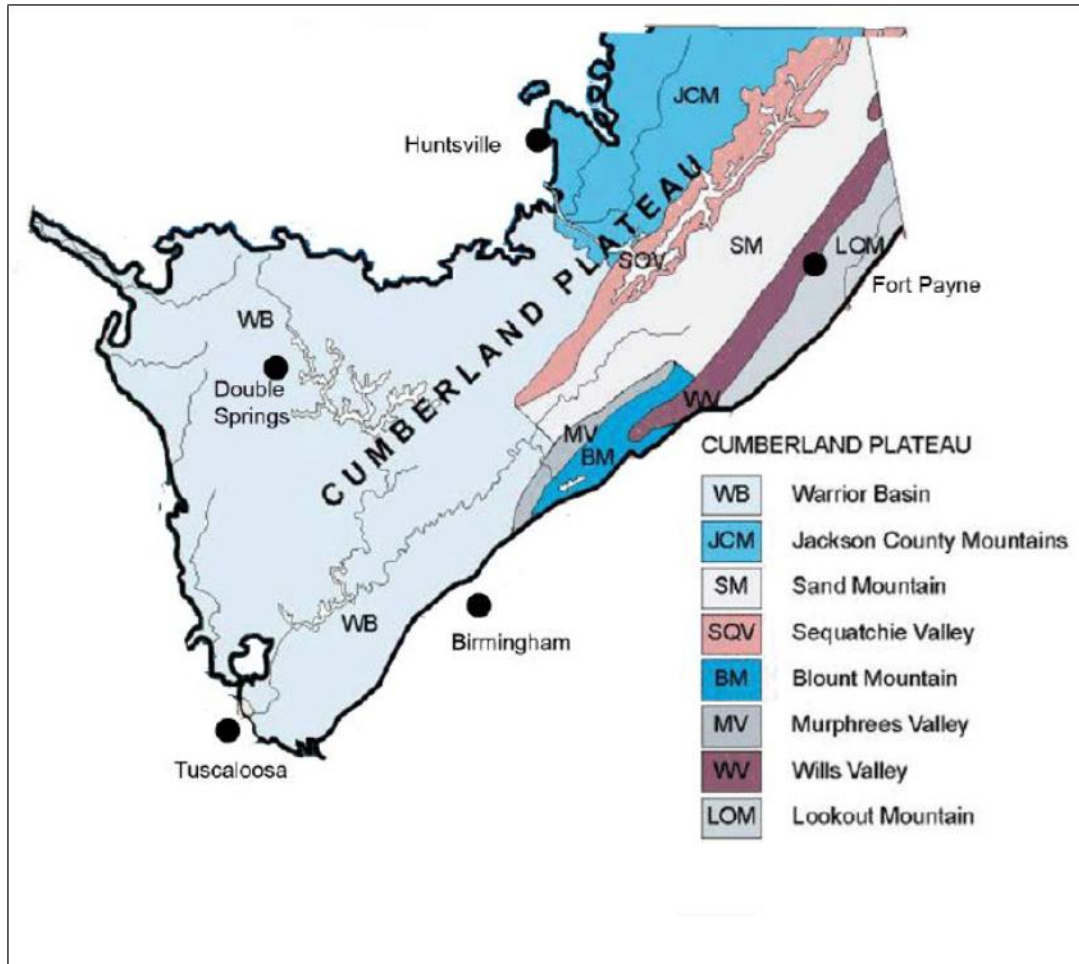 JCM
Huntsville
CUMBERLAND PLATEAU
SQV
SM
LOM
Fort Payne
WB
Double
Springs
WV
MV
BM
WB
Birmingham
Tuscaloosa
CUMBERLAND PLATEAU
WB Warrior Basin
JCM Jackson County Mountains
SM Sand Mountain
SQV Sequatchie Valley
BM Blount Mountain
MV Murphrees Valley
WV Wills Valley
LOM Lookout Mountain